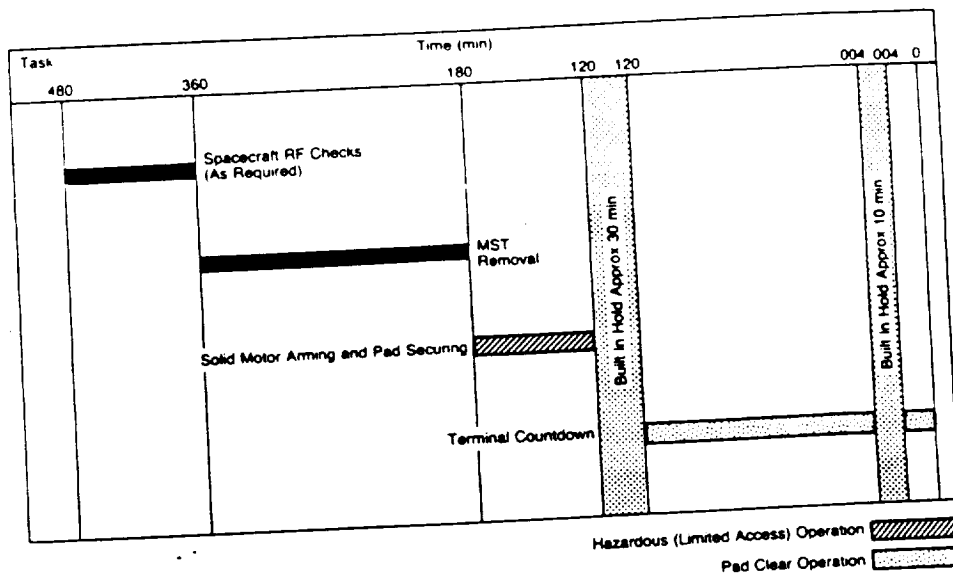 Time (min)
Task
480
360
180
120
120
004
004
0
Spacecraft RF Checks
(As Required)
MST
Removal
Solid Motor Arming and Pad Securing
Terminal Countdown
Built In Hold Approx 30 min
Built In Hold Approx 10 min
Hazardous (Limited Access) Operation
Pad Clear Operation